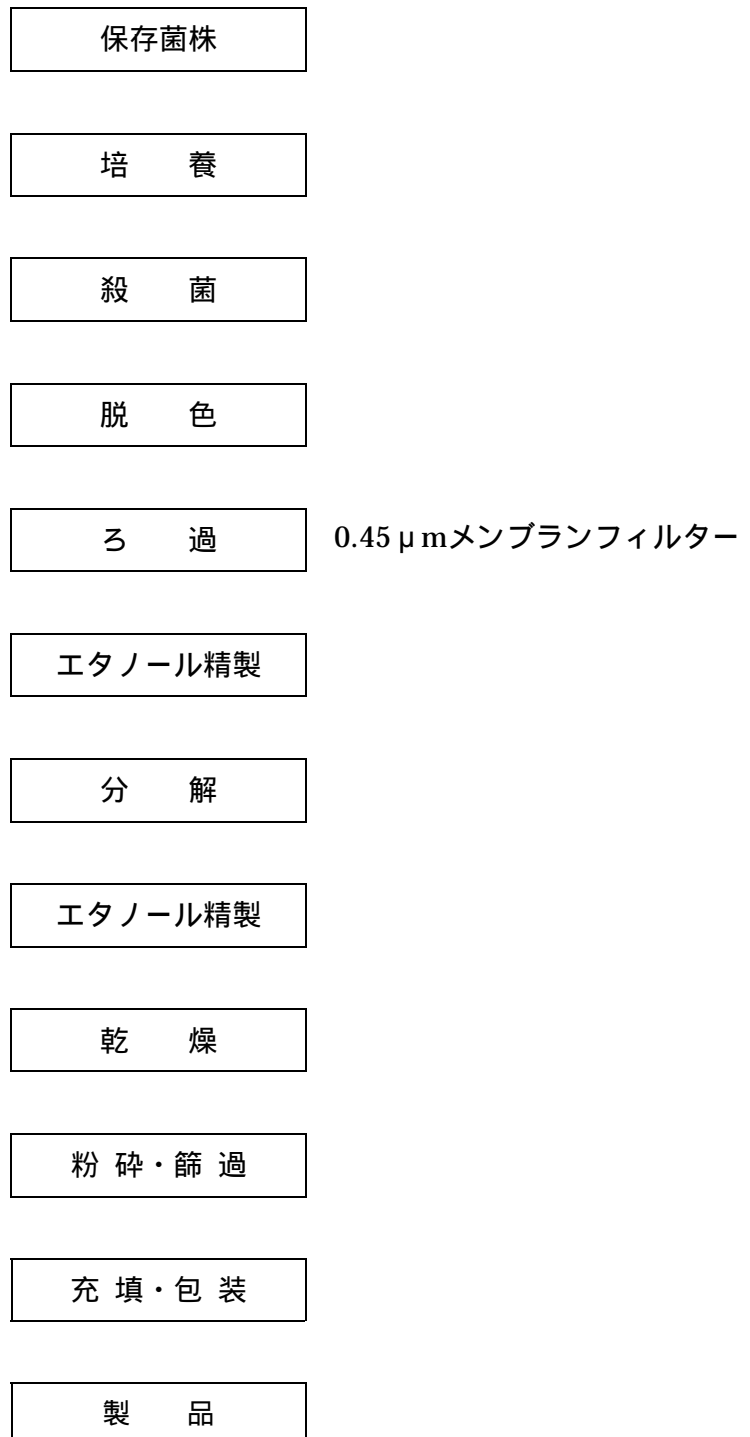 保存菌株
培　　養
殺　　菌
脱　　色
ろ　　過　0.45μmメンブランフィルター
エタノール精製
分　　解
エタノール精製
乾　　燥
粉 砕・篩 過
充 填・包 装
製　　品